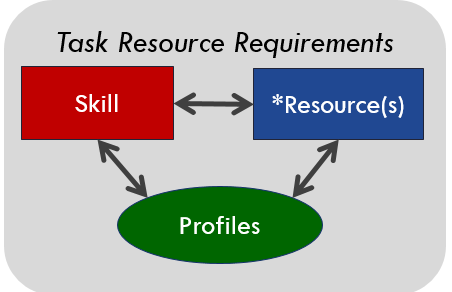 Task Resource Requirements
Skill
*Resource(s)
Profiles